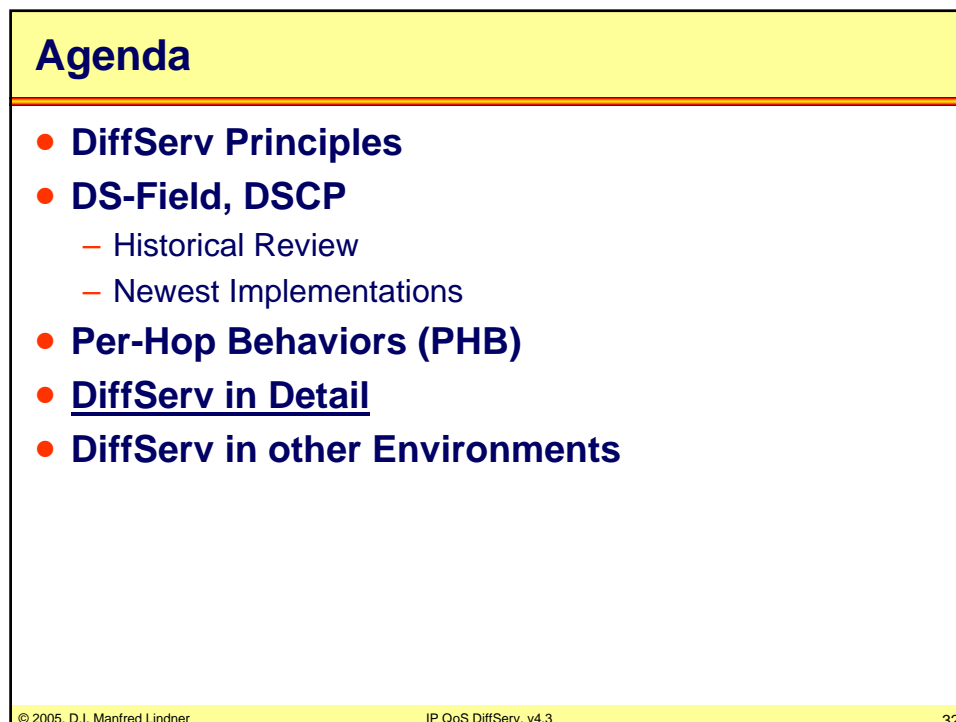 Agenda
• DiffServ Principles
• DS-Field, DSCP
– Historical Review
– Newest Implementations
• Per-Hop Behaviors (PHB)
• DiffServ in Detail
• DiffServ in other Environments
© 2005, D.I. Manfred Lindner IP QoS DiffServ, v4.3 32